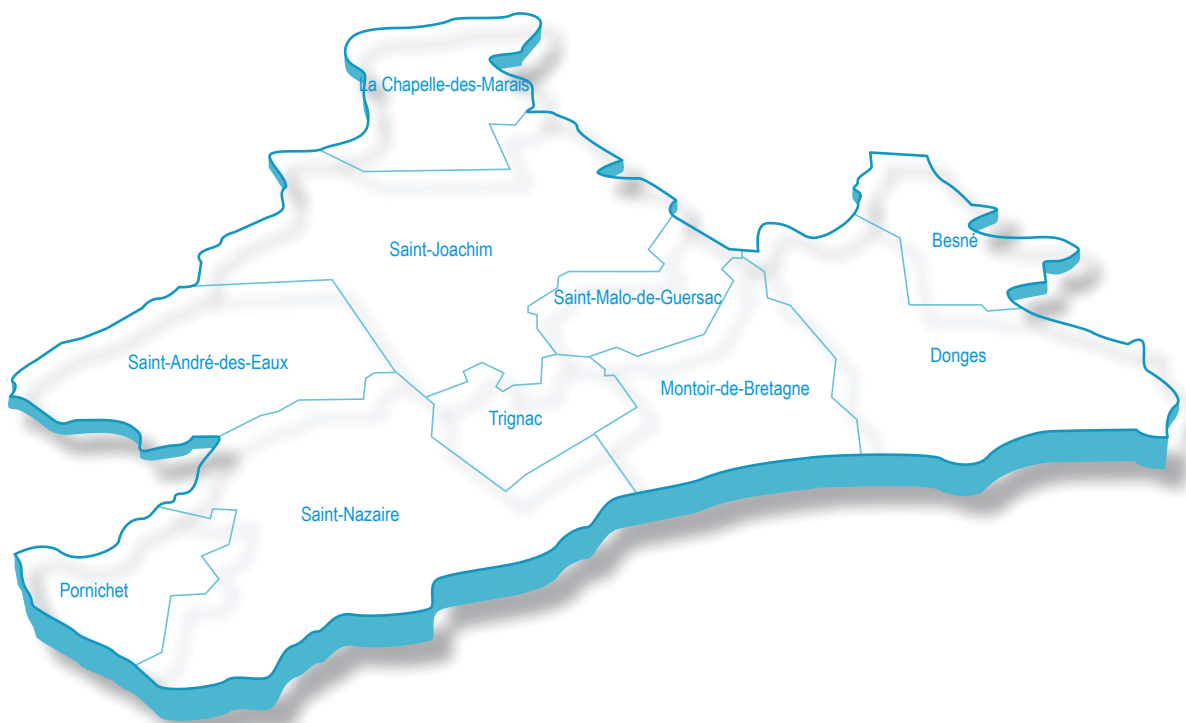 La Chapelle-des-Marais
Besné
Saint-Joachim
Saint-Malo-de-Guersac
Donges
Saint-André-des-Eaux
Montoir-de-Bretagne
Trignac
Saint-Nazaire
Pornichet